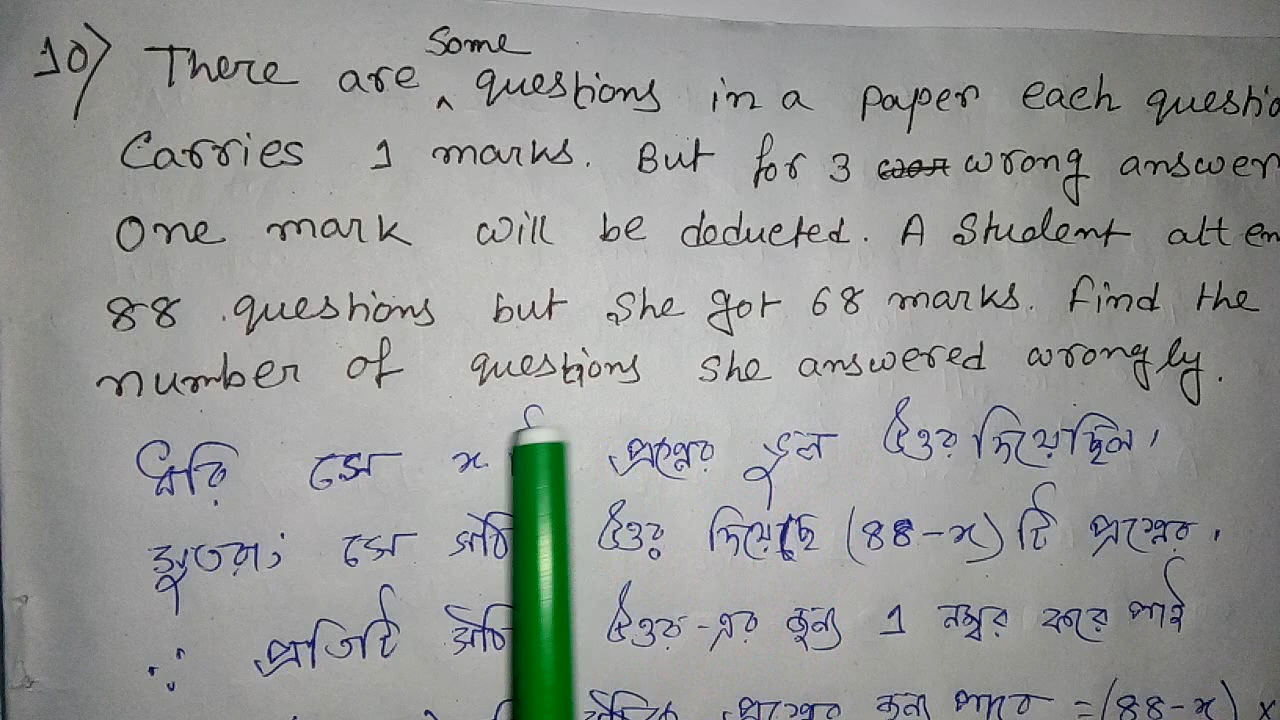 10) There are some questions in a paper each questio
Carries 1 marks. But for 3 wrong answer
One mark will be deducted. A Student atten
88 questions but she got 68 marks. Find the
number of questions she answered wrongly.
ধরি সে x টি প্রশ্নের ভুল উত্তর দিয়েছিল।
সুতরাং সে সঠি উত্তর দিয়েছে (88-x) টি প্রশ্নের।
∴ প্রতিটি সঠি উত্তর-এর জন্য 1 নম্বর করে পাই
প্রশ্নের জন্য পাবে = (88-x) x